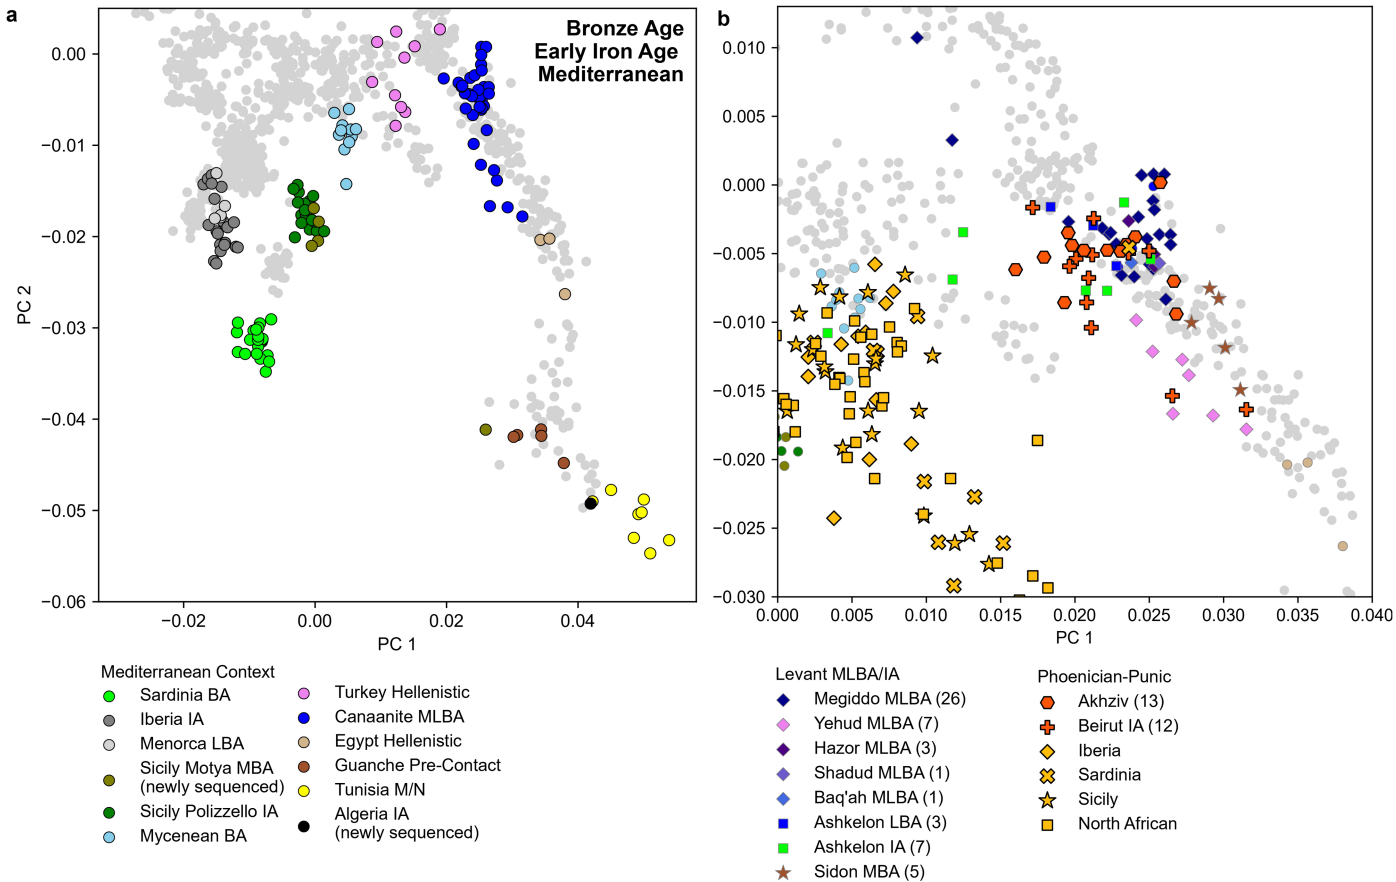 a
Bronze Age
Early Iron Age
Mediterranean
0.00
−0.01
−0.02
−0.03
−0.04
−0.05
−0.06
PC 2
−0.02
0.00
0.02
0.04
PC 1
Mediterranean Context
Sardinia BA
Iberia IA
Menorca LBA
Sicily Motya MBA
(newly sequenced)
Sicily Polizzello IA
Mycenean BA
Turkey Hellenistic
Canaanite MLBA
Egypt Hellenistic
Guanche Pre-Contact
Tunisia M/N
Algeria IA
(newly sequenced)
b
0.010
0.005
0.000
−0.005
−0.010
−0.015
−0.020
−0.025
−0.030
0.000
0.005
0.010
0.015
0.020
0.025
0.030
0.035
0.040
PC 1
Levant MLBA/IA
Megiddo MLBA (26)
Yehud MLBA (7)
Hazor MLBA (3)
Shadud MLBA (1)
Baq'ah MLBA (1)
Ashkelon LBA (3)
Ashkelon IA (7)
Sidon MBA (5)
Phoenician-Punic
Akhziv (13)
Beirut IA (12)
Iberia
Sardinia
Sicily
North African